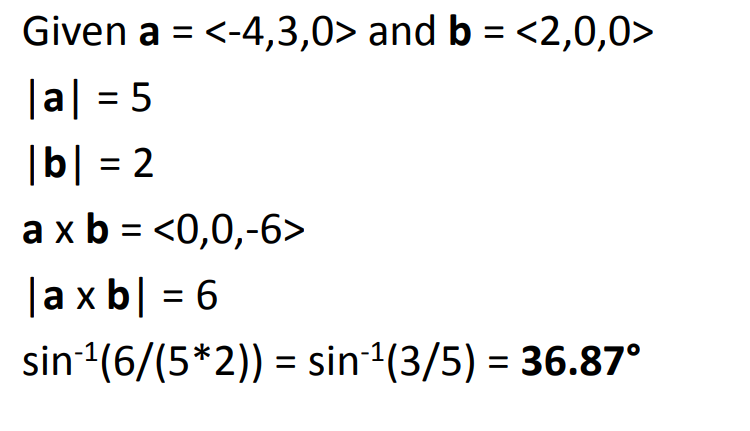 Given a = <-4,3,0> and b = <2,0,0>
|a| = 5
|b| = 2
a x b = <0,0,-6>
|a x b| = 6
sin⁻¹(6/(5*2)) = sin⁻¹(3/5) = 36.87°